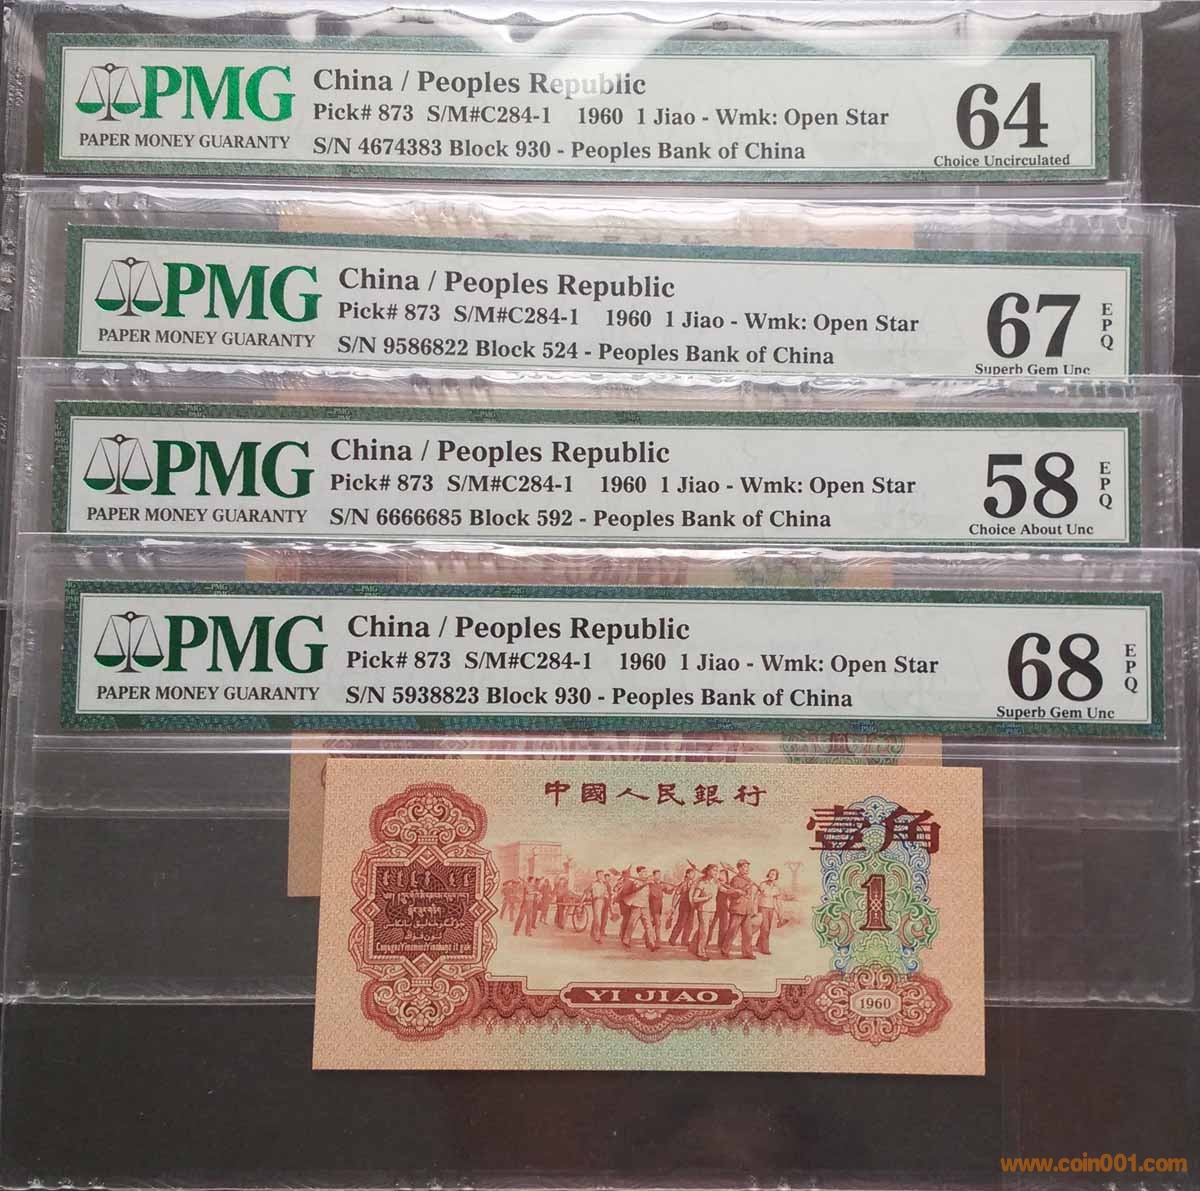 PMG
PAPER MONEY GUARANTY
China / Peoples Republic
Pick# 873 S/M#C284-1 1960 1 Jiao - Wmk: Open Star
S/N 4674383 Block 930 - Peoples Bank of China
64
Choice Uncirculated
PMG
PAPER MONEY GUARANTY
China / Peoples Republic
Pick# 873 S/M#C284-1 1960 1 Jiao - Wmk: Open Star
S/N 9586822 Block 524 - Peoples Bank of China
67
EPQ
Superb Gem Unc
PMG
PAPER MONEY GUARANTY
China / Peoples Republic
Pick# 873 S/M#C284-1 1960 1 Jiao - Wmk: Open Star
S/N 6666685 Block 592 - Peoples Bank of China
58
EPQ
Choice About Unc
PMG
PAPER MONEY GUARANTY
China / Peoples Republic
Pick# 873 S/M#C284-1 1960 1 Jiao - Wmk: Open Star
S/N 5938823 Block 930 - Peoples Bank of China
68
EPQ
Superb Gem Unc
中國人民銀行
壹角
1
YI JIAO
1960
www.coin001.com